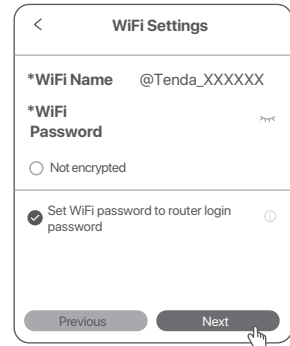 WiFi Settings
*WiFi Name @Tenda_XXXXXX
*WiFi
Password
Not encrypted
Set WiFi password to router login
password
Previous Next